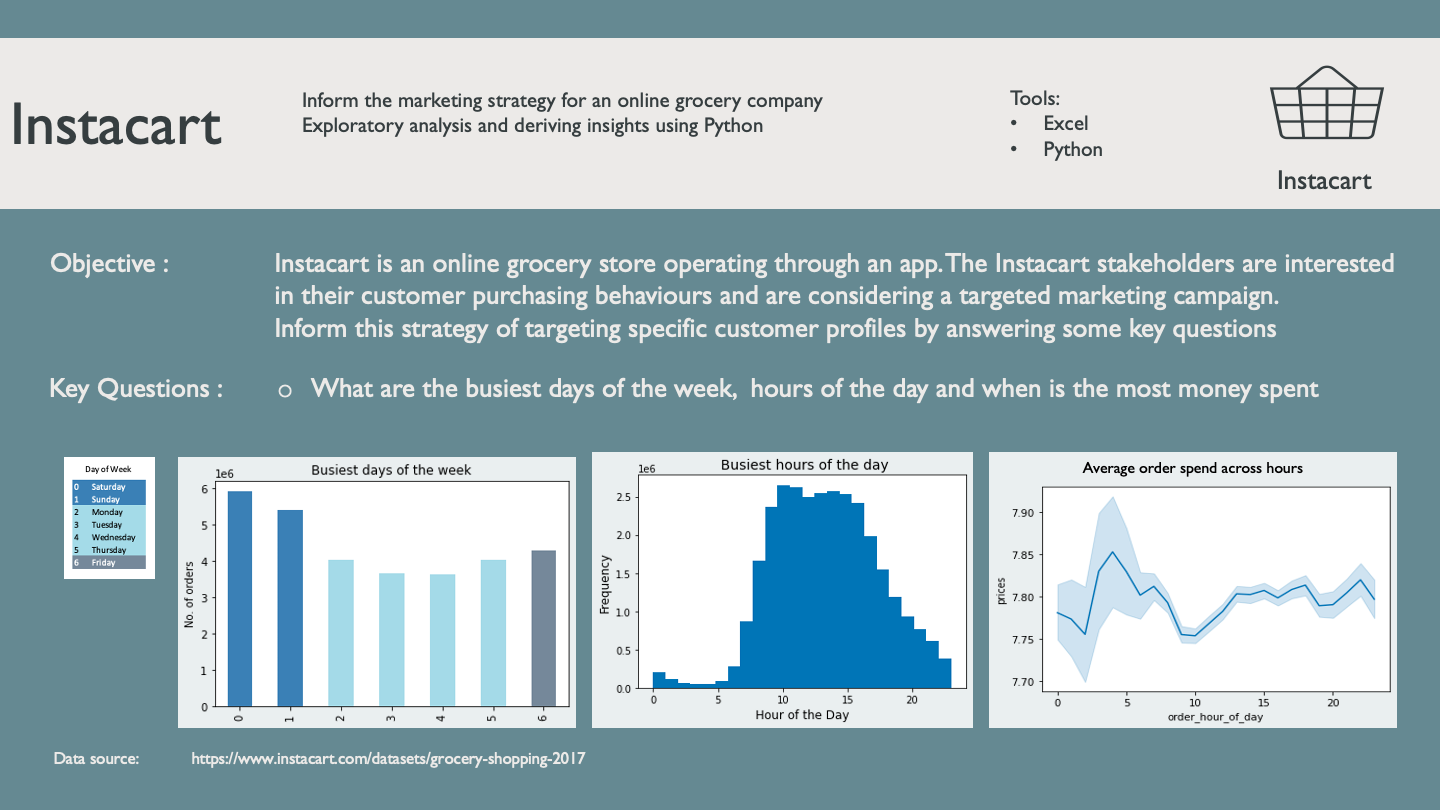 Instacart
Inform the marketing strategy for an online grocery company
Exploratory analysis and deriving insights using Python
Tools:
• Excel
• Python
Instacart
Objective :
Instacart is an online grocery store operating through an app.The Instacart stakeholders are interested
in their customer purchasing behaviours and are considering a targeted marketing campaign.
Inform this strategy of targeting specific customer profiles by answering some key questions
Key Questions :
o What are the busiest days of the week, hours of the day and when is the most money spent
Day of Week
0 Saturday
1 Sunday
2 Monday
3 Tuesday
4 Wednesday
5 Thursday
6 Friday
Busiest days of the week
1e6
6
5
4
3
2
1
0
No. of orders
0 1 2 3 4 5 6
Busiest hours of the day
1e6
2.5
2.0
1.5
1.0
0.5
0.0
Frequency
0 5 10 15 20
Hour of the Day
Average order spend across hours
7.90
7.85
7.80
7.75
7.70
prices
0 5 10 15 20
order_hour_of_day
Data source: https://www.instacart.com/datasets/grocery-shopping-2017